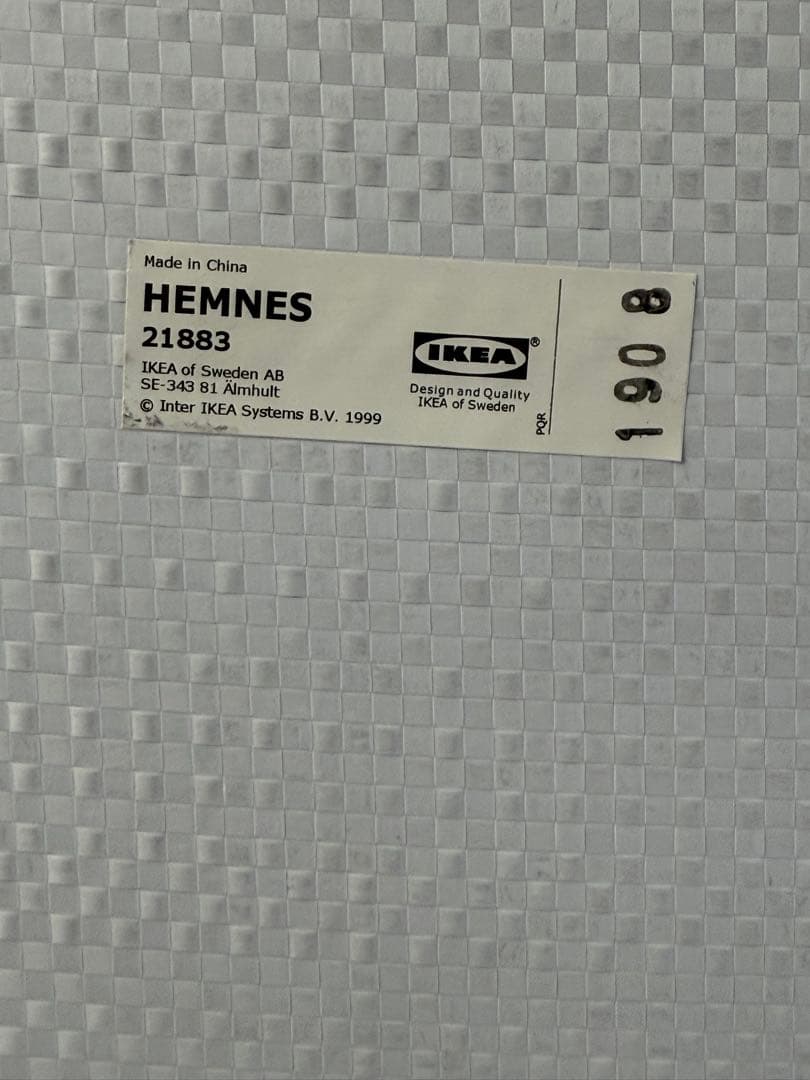 Made in China
HEMNES
21883
IKEA of Sweden AB
SE-343 81 Älmhult
© Inter IKEA Systems B.V. 1999
IKEA®
Design and Quality
IKEA of Sweden
PQR
1908